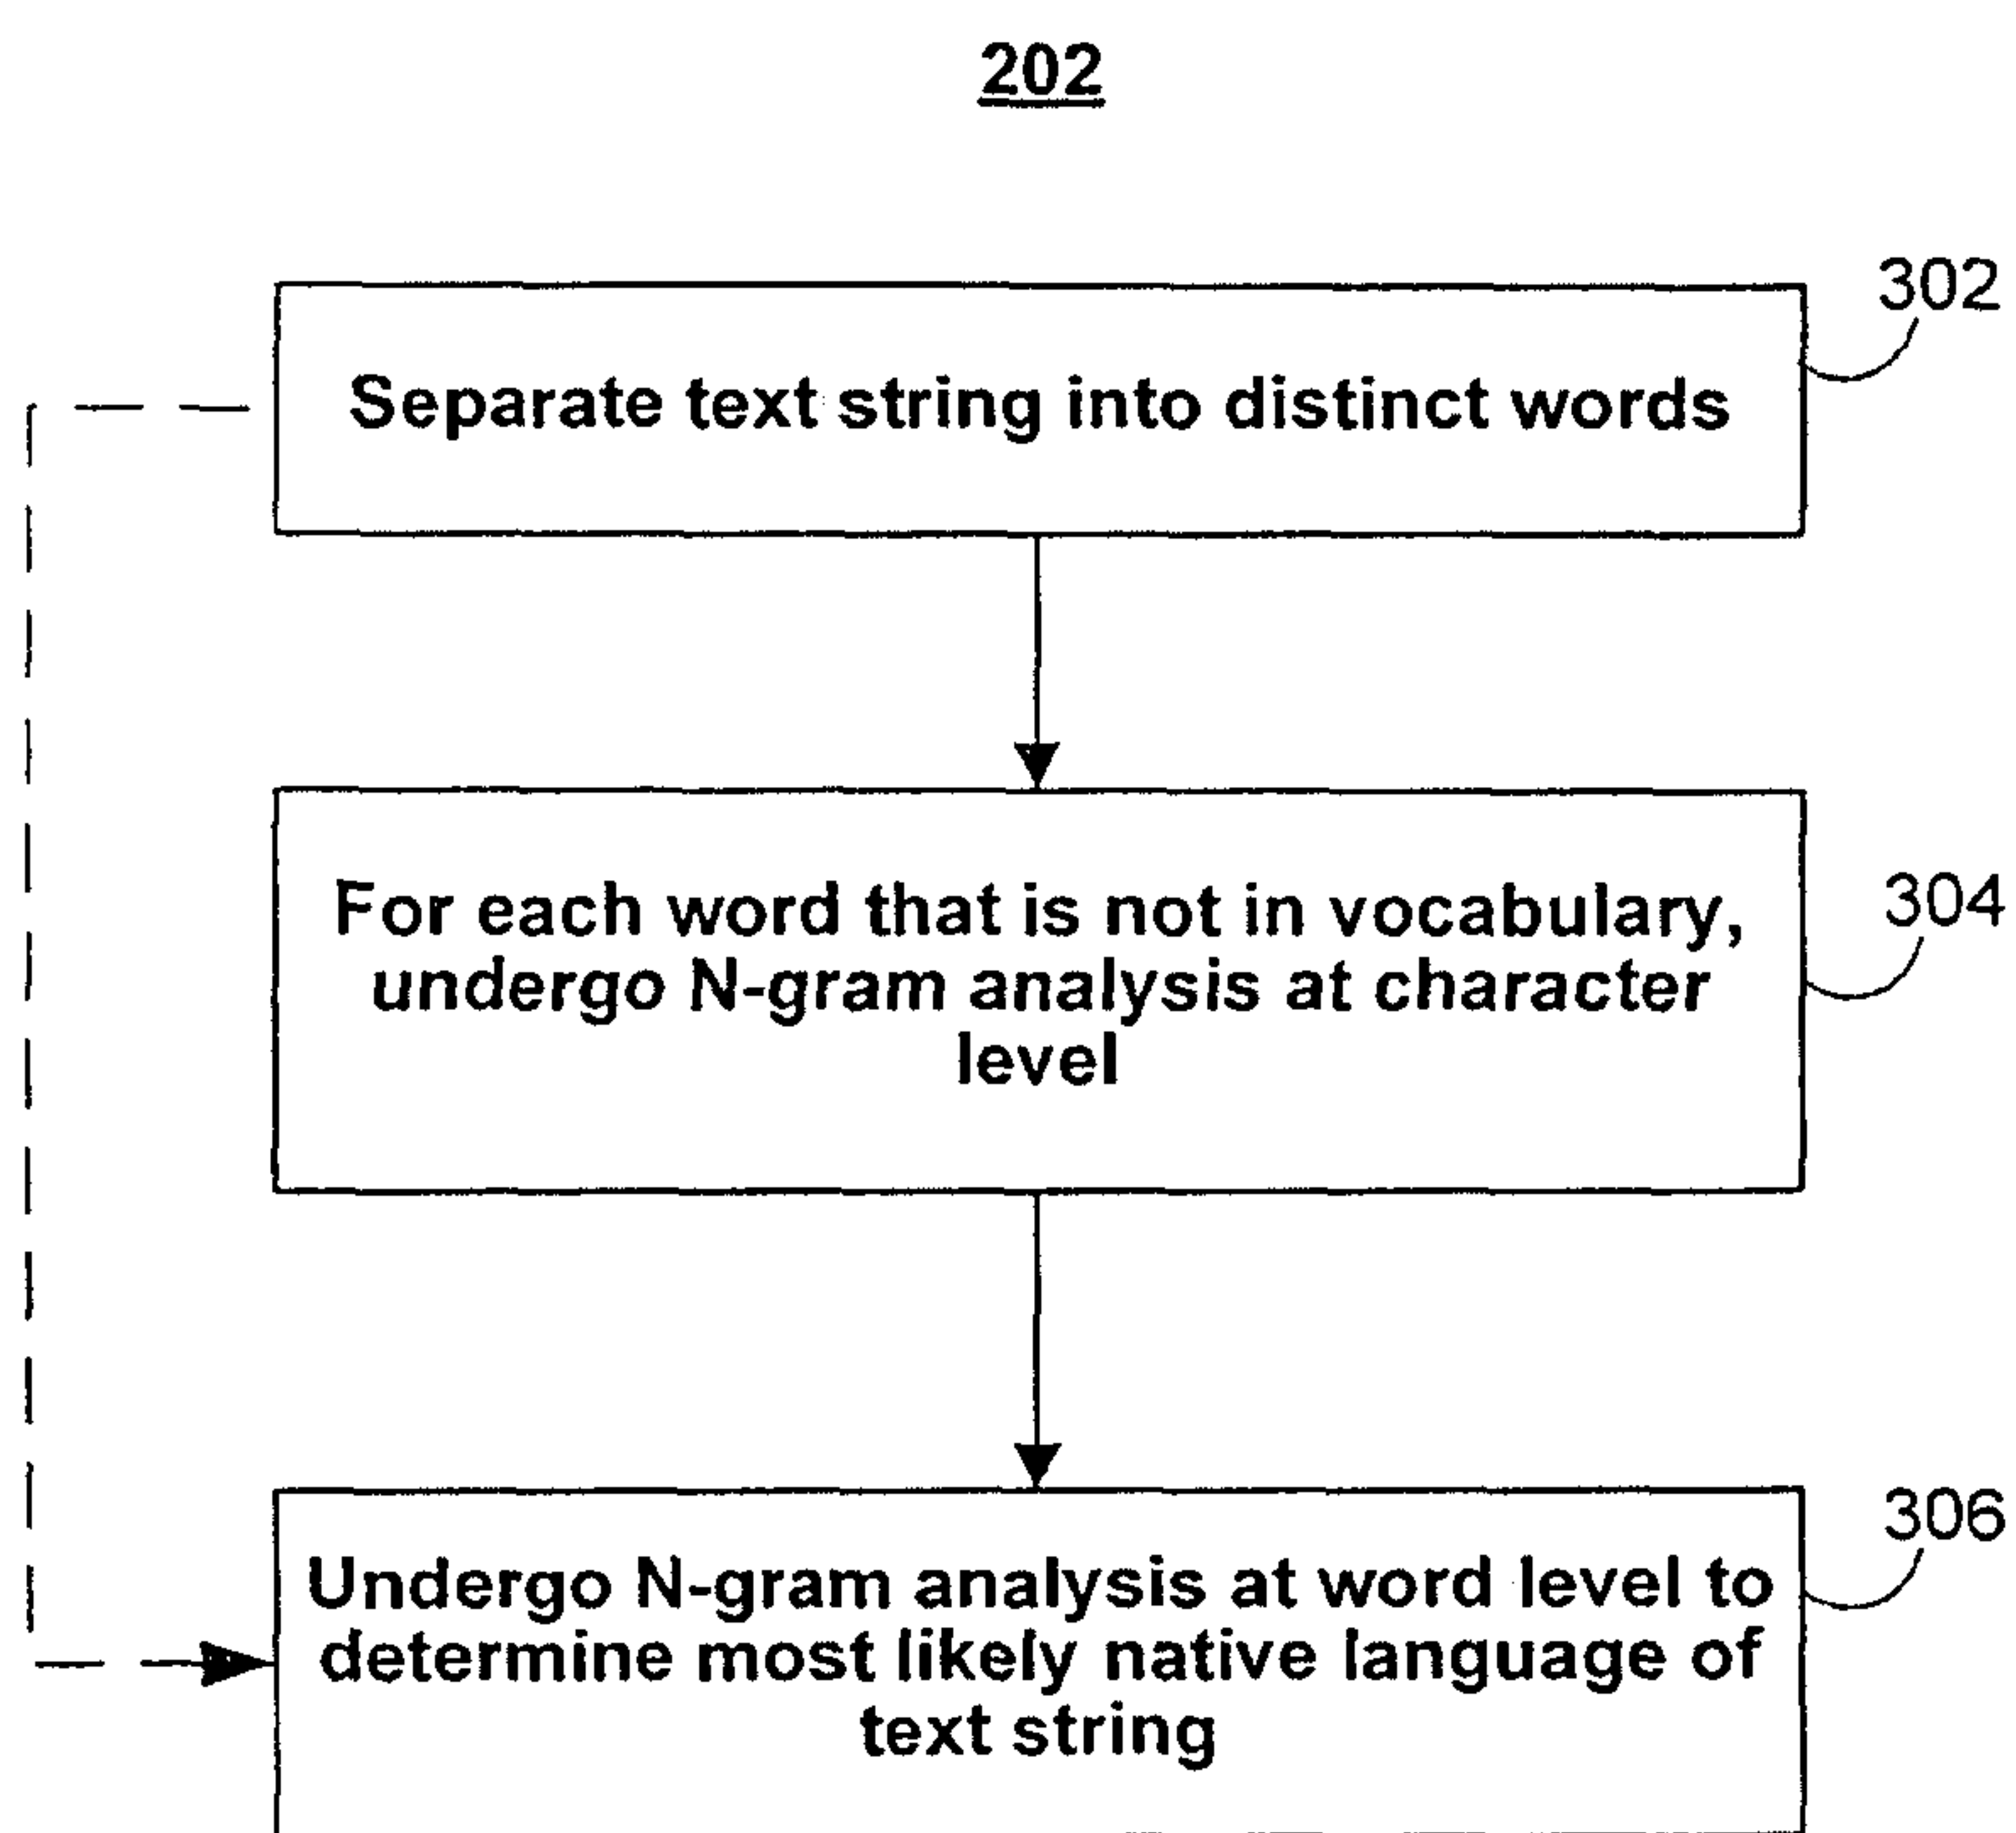 202
302
Separate text string into distinct words
304
For each word that is not in vocabulary,
undergo N-gram analysis at character
level
306
Undergo N-gram analysis at word level to
determine most likely native language of
text string